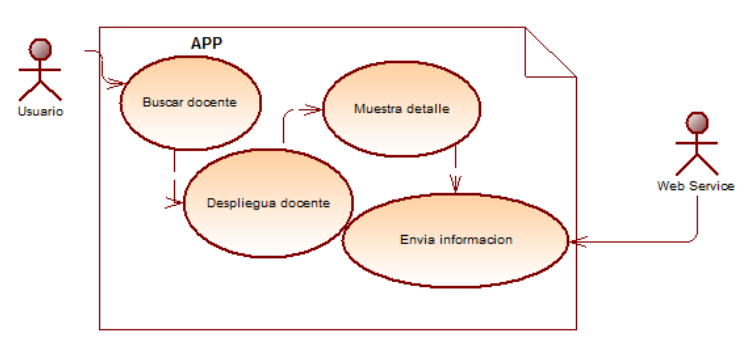 APP
Usuario
Buscar docente
Muestra detalle
Despliegua docente
Envia informacion
Web Service